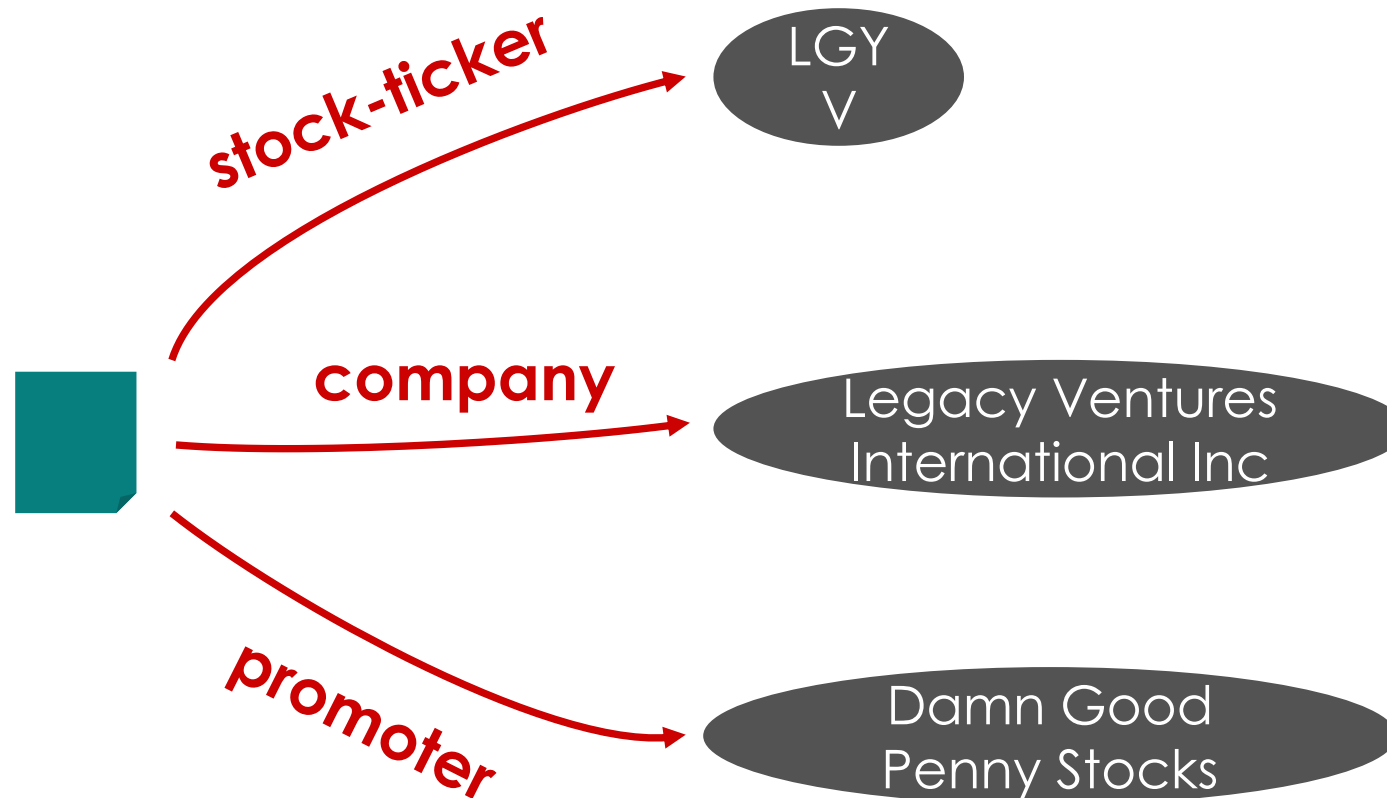 stock-ticker
LGY
V
company
Legacy Ventures
International Inc
promoter
Damn Good
Penny Stocks